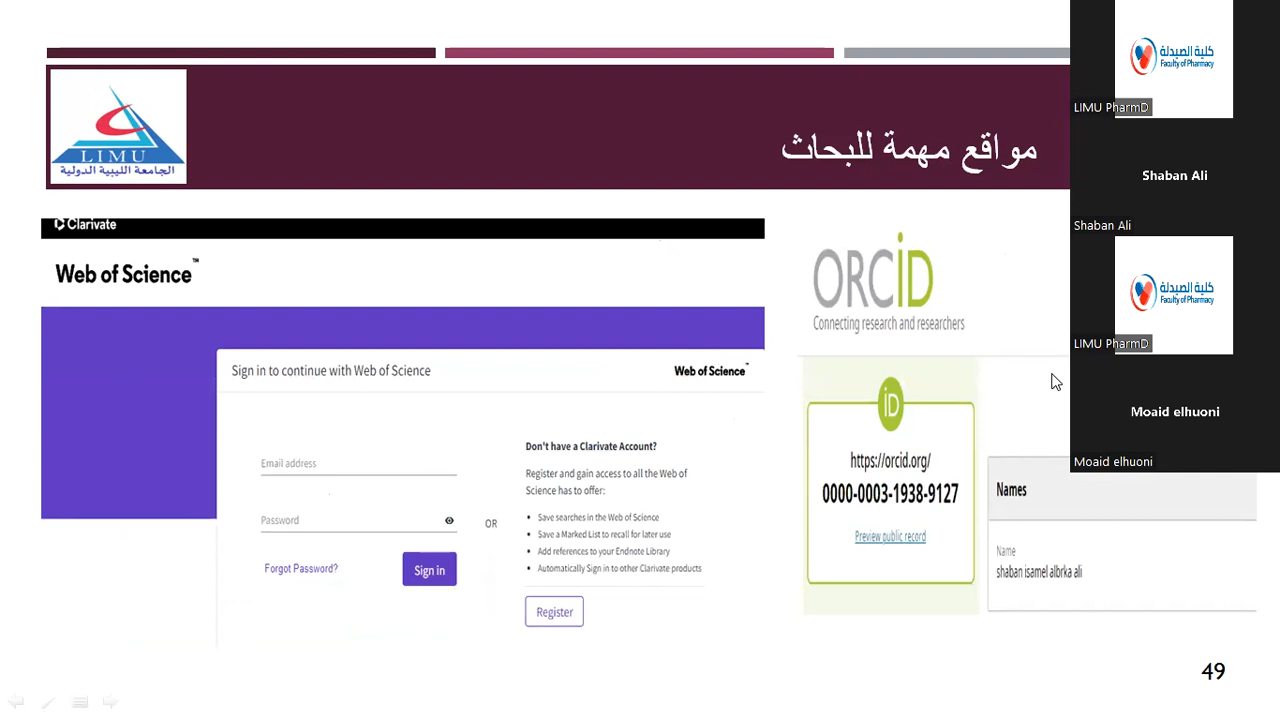 LIMU
الجامعة الليبية الدولية
مواقع مهمة للبحاث
Clarivate
Web of Science™
Sign in to continue with Web of Science
Web of Science™
Email address
Password
Forgot Password?
Sign in
OR
Don't have a Clarivate Account?
Register and gain access to all the Web of
Science has to offer:
• Save searches in the Web of Science
• Save a Marked List to recall for later use
• Add references to your Endnote Library
• Automatically Sign in to other Clarivate products
Register
ORCiD
Connecting research and researchers
iD
https://orcid.org/
0000-0003-1938-9127
Preview public record
Names
Name
shaban isamel albrka ali
49
كلية الصيدلة
Faculty of Pharmacy
LIMU PharmD
Shaban Ali
Shaban Ali
كلية الصيدلة
Faculty of Pharmacy
LIMU PharmD
Moaid elhuoni
Moaid elhuoni